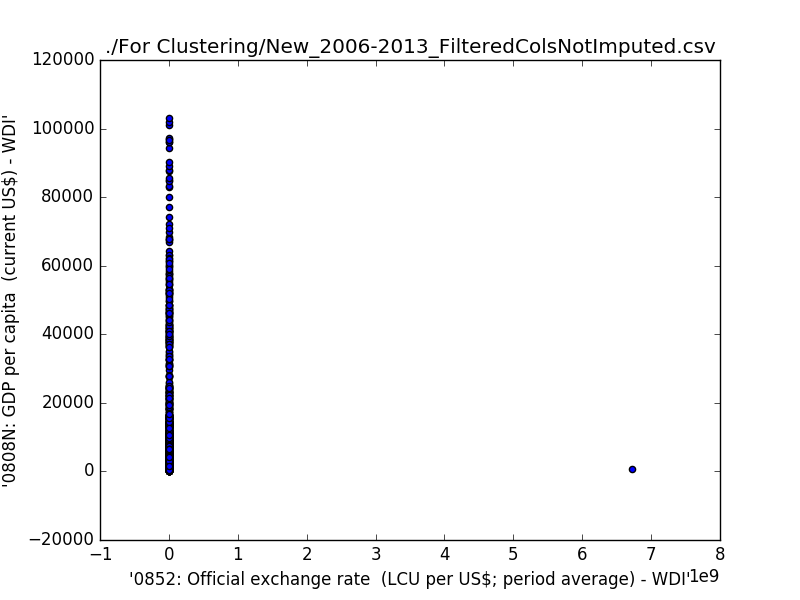 ./For Clustering/New_2006-2013_FilteredColsNotImputed.csv
120000
100000
80000
60000
40000
20000
0
−20000
'0808N: GDP per capita  (current US$) - WDI'
−1 0 1 2 3 4 5 6 7 8
1e9
'0852: Official exchange rate  (LCU per US$; period average) - WDI'